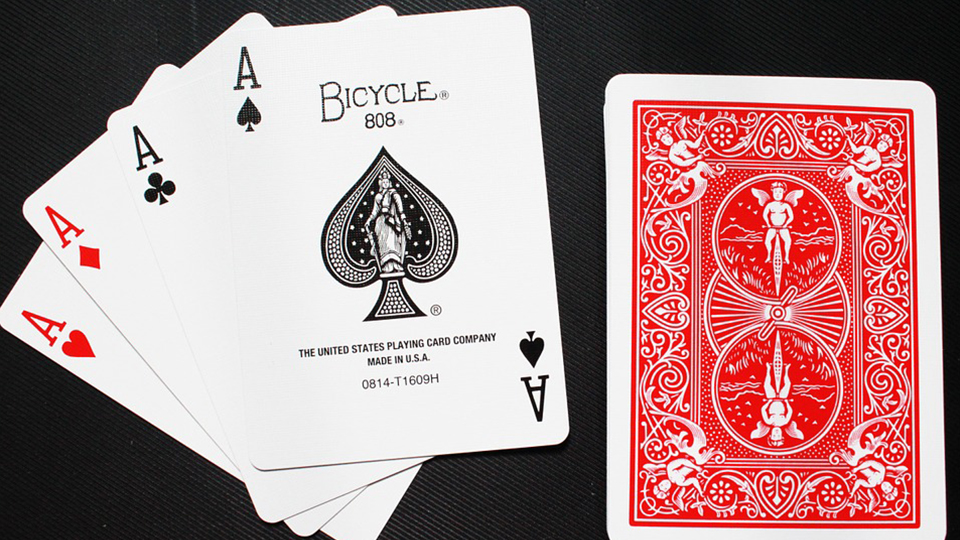 A
A
A
A
BICYCLE®
808®
®
THE UNITED STATES PLAYING CARD COMPANY
MADE IN U.S.A.
0814-T1609H
A